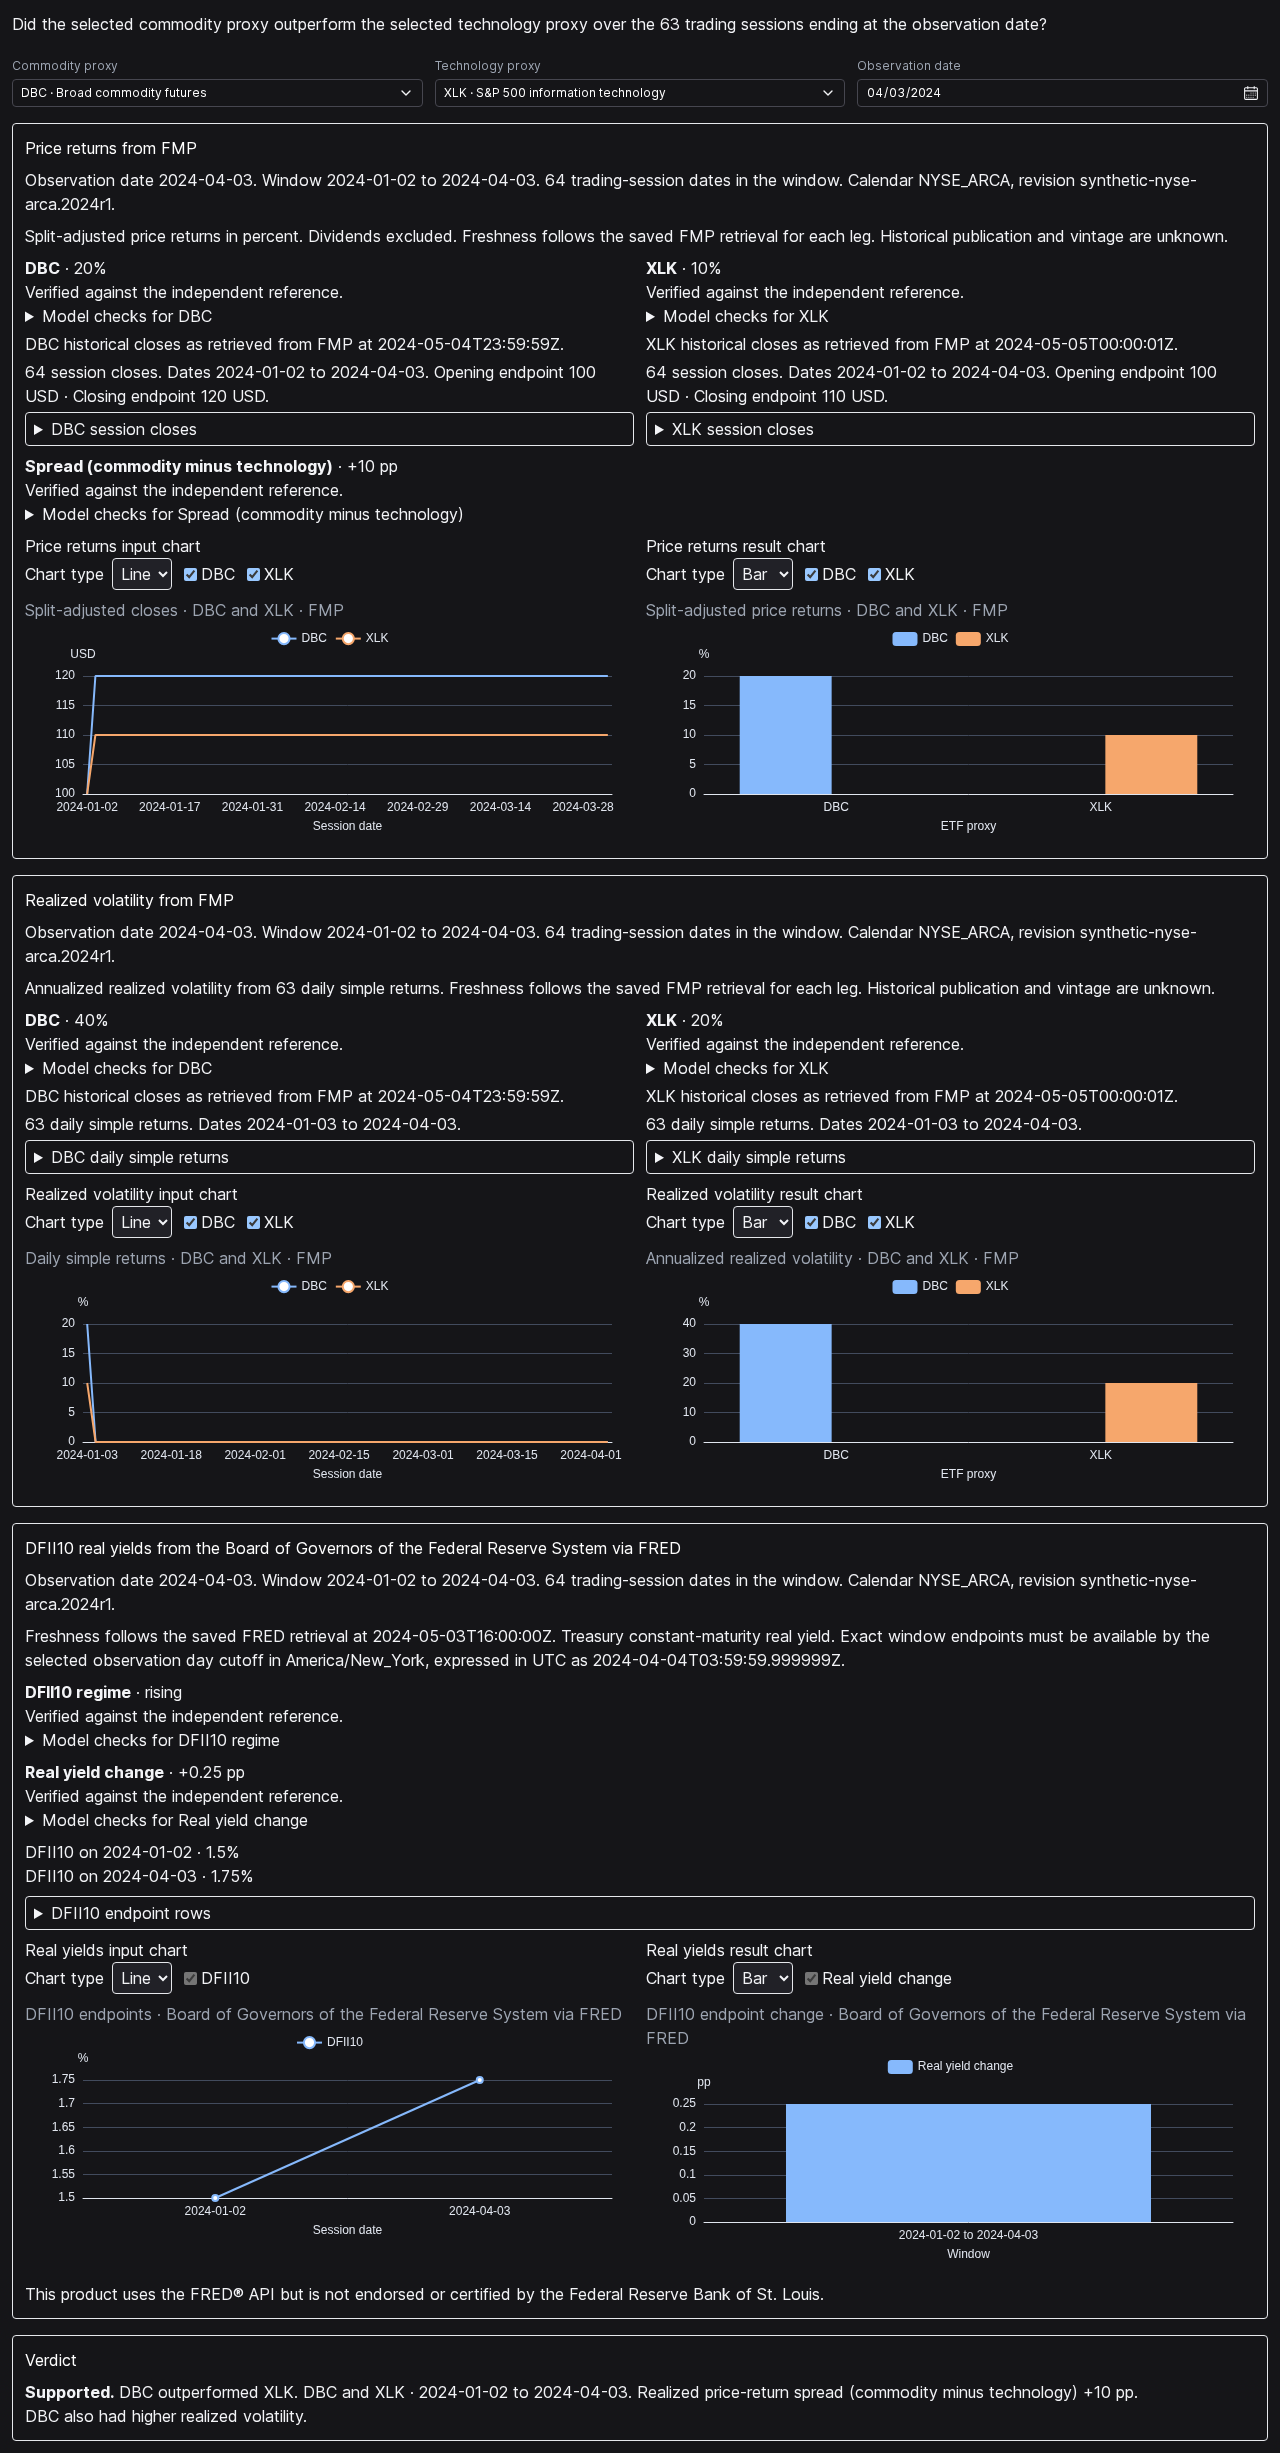 Did the selected commodity proxy outperform the selected technology proxy over the 63 trading sessions ending at the observation date?
Commodity proxy
Technology proxy
Observation date
DBC · Broad commodity futures
XLK · S&P 500 information technology
04/03/2024
Price returns from FMP
Observation date 2024-04-03. Window 2024-01-02 to 2024-04-03. 64 trading-session dates in the window. Calendar NYSE_ARCA, revision synthetic-nyse-
arca.2024r1.
Split-adjusted price returns in percent. Dividends excluded. Freshness follows the saved FMP retrieval for each leg. Historical publication and vintage are unknown.
DBC · 20%
Verified against the independent reference.
Model checks for DBC
DBC historical closes as retrieved from FMP at 2024-05-04T23:59:59Z.
64 session closes. Dates 2024-01-02 to 2024-04-03. Opening endpoint 100
USD · Closing endpoint 120 USD.
DBC session closes
XLK · 10%
Verified against the independent reference.
Model checks for XLK
XLK historical closes as retrieved from FMP at 2024-05-05T00:00:01Z.
64 session closes. Dates 2024-01-02 to 2024-04-03. Opening endpoint 100
USD · Closing endpoint 110 USD.
XLK session closes
Spread (commodity minus technology) · +10 pp
Verified against the independent reference.
Model checks for Spread (commodity minus technology)
Price returns input chart
Chart type Line DBC XLK
Split-adjusted closes · DBC and XLK · FMP
DBC XLK
USD
120
115
110
105
100
2024-01-02 2024-01-17 2024-01-31 2024-02-14 2024-02-29 2024-03-14 2024-03-28
Session date
Price returns result chart
Chart type Bar DBC XLK
Split-adjusted price returns · DBC and XLK · FMP
DBC XLK
%
20
15
10
5
0
DBC XLK
ETF proxy
Realized volatility from FMP
Observation date 2024-04-03. Window 2024-01-02 to 2024-04-03. 64 trading-session dates in the window. Calendar NYSE_ARCA, revision synthetic-nyse-
arca.2024r1.
Annualized realized volatility from 63 daily simple returns. Freshness follows the saved FMP retrieval for each leg. Historical publication and vintage are unknown.
DBC · 40%
Verified against the independent reference.
Model checks for DBC
DBC historical closes as retrieved from FMP at 2024-05-04T23:59:59Z.
63 daily simple returns. Dates 2024-01-03 to 2024-04-03.
DBC daily simple returns
XLK · 20%
Verified against the independent reference.
Model checks for XLK
XLK historical closes as retrieved from FMP at 2024-05-05T00:00:01Z.
63 daily simple returns. Dates 2024-01-03 to 2024-04-03.
XLK daily simple returns
Realized volatility input chart
Chart type Line DBC XLK
Daily simple returns · DBC and XLK · FMP
DBC XLK
%
20
15
10
5
0
2024-01-03 2024-01-18 2024-02-01 2024-02-15 2024-03-01 2024-03-15 2024-04-01
Session date
Realized volatility result chart
Chart type Bar DBC XLK
Annualized realized volatility · DBC and XLK · FMP
DBC XLK
%
40
30
20
10
0
DBC XLK
ETF proxy
DFII10 real yields from the Board of Governors of the Federal Reserve System via FRED
Observation date 2024-04-03. Window 2024-01-02 to 2024-04-03. 64 trading-session dates in the window. Calendar NYSE_ARCA, revision synthetic-nyse-
arca.2024r1.
Freshness follows the saved FRED retrieval at 2024-05-03T16:00:00Z. Treasury constant-maturity real yield. Exact window endpoints must be available by the
selected observation day cutoff in America/New_York, expressed in UTC as 2024-04-04T03:59:59.999999Z.
DFII10 regime · rising
Verified against the independent reference.
Model checks for DFII10 regime
Real yield change · +0.25 pp
Verified against the independent reference.
Model checks for Real yield change
DFII10 on 2024-01-02 · 1.5%
DFII10 on 2024-04-03 · 1.75%
DFII10 endpoint rows
Real yields input chart
Chart type Line DFII10
DFII10 endpoints · Board of Governors of the Federal Reserve System via FRED
DFII10
%
1.75
1.7
1.65
1.6
1.55
1.5
2024-01-02 2024-04-03
Session date
Real yields result chart
Chart type Bar Real yield change
DFII10 endpoint change · Board of Governors of the Federal Reserve System via
FRED
Real yield change
pp
0.25
0.2
0.15
0.1
0.05
0
2024-01-02 to 2024-04-03
Window
This product uses the FRED® API but is not endorsed or certified by the Federal Reserve Bank of St. Louis.
Verdict
Supported. DBC outperformed XLK. DBC and XLK · 2024-01-02 to 2024-04-03. Realized price-return spread (commodity minus technology) +10 pp.
DBC also had higher realized volatility.